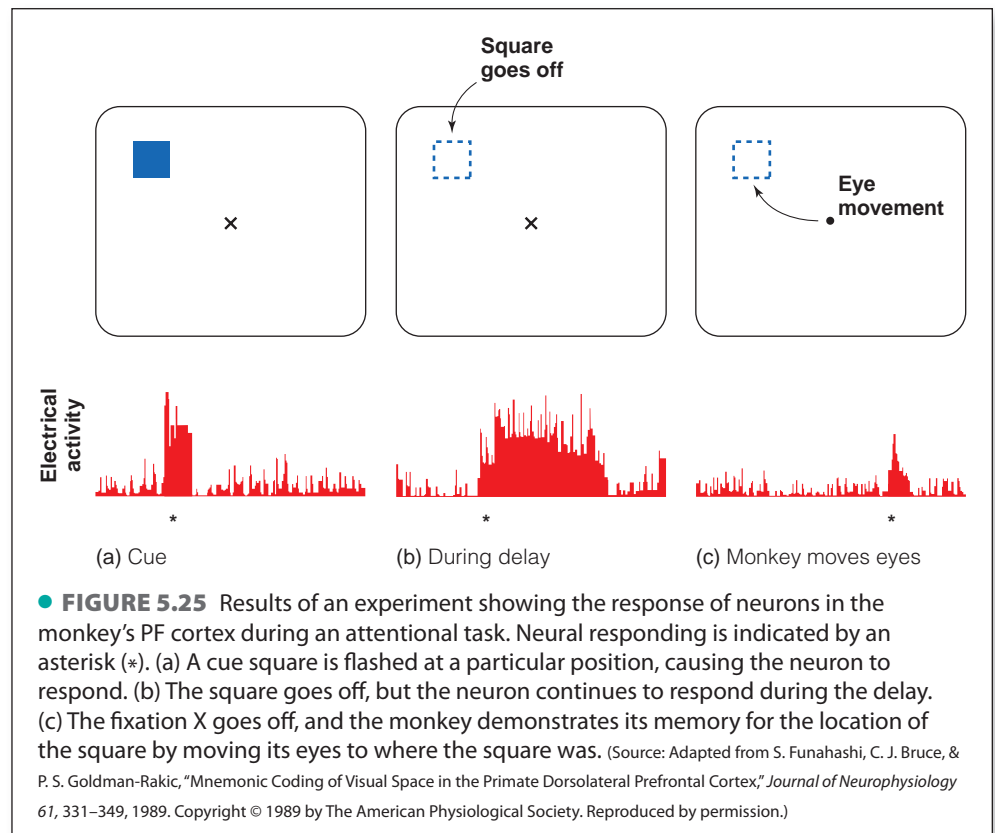 Square
goes off
Eye
movement
Electrical
activity
*
*
*
(a) Cue
(b) During delay
(c) Monkey moves eyes
● FIGURE 5.25 Results of an experiment showing the response of neurons in the
monkey’s PF cortex during an attentional task. Neural responding is indicated by an
asterisk (*). (a) A cue square is flashed at a particular position, causing the neuron to
respond. (b) The square goes off, but the neuron continues to respond during the delay.
(c) The fixation X goes off, and the monkey demonstrates its memory for the location of
the square by moving its eyes to where the square was. (Source: Adapted from S. Funahashi, C. J. Bruce, &
P. S. Goldman-Rakic, “Mnemonic Coding of Visual Space in the Primate Dorsolateral Prefrontal Cortex,” Journal of Neurophysiology
61, 331–349, 1989. Copyright © 1989 by The American Physiological Society. Reproduced by permission.)